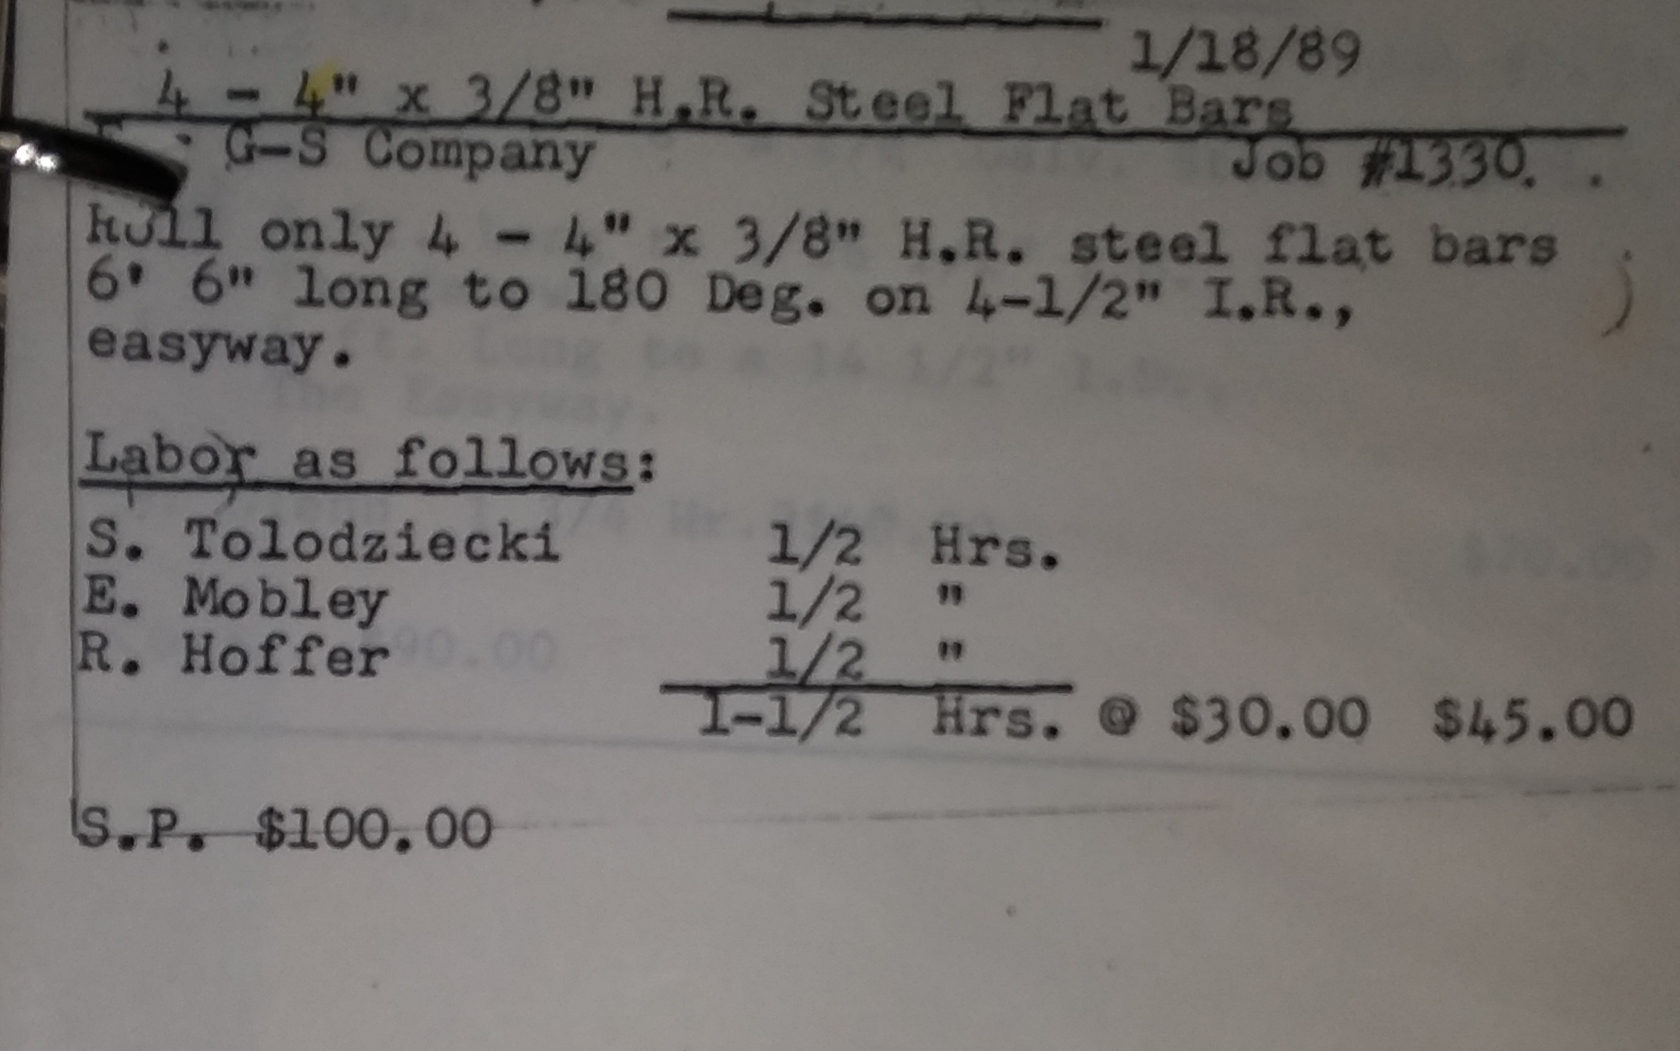 1/18/89
4 - 4" x 3/8" H.R. Steel Flat Bars
G-S Company Job #1330.
Roll only 4 - 4" x 3/8" H.R. steel flat bars
6' 6" long to 180 Deg. on 4-1/2" I.R.,
easyway.
Labor as follows:
S. Tolodziecki 1/2 Hrs.
E. Mobley 1/2 "
R. Hoffer 1/2 "
1-1/2 Hrs. @ $30.00 $45.00
S.P. $100.00